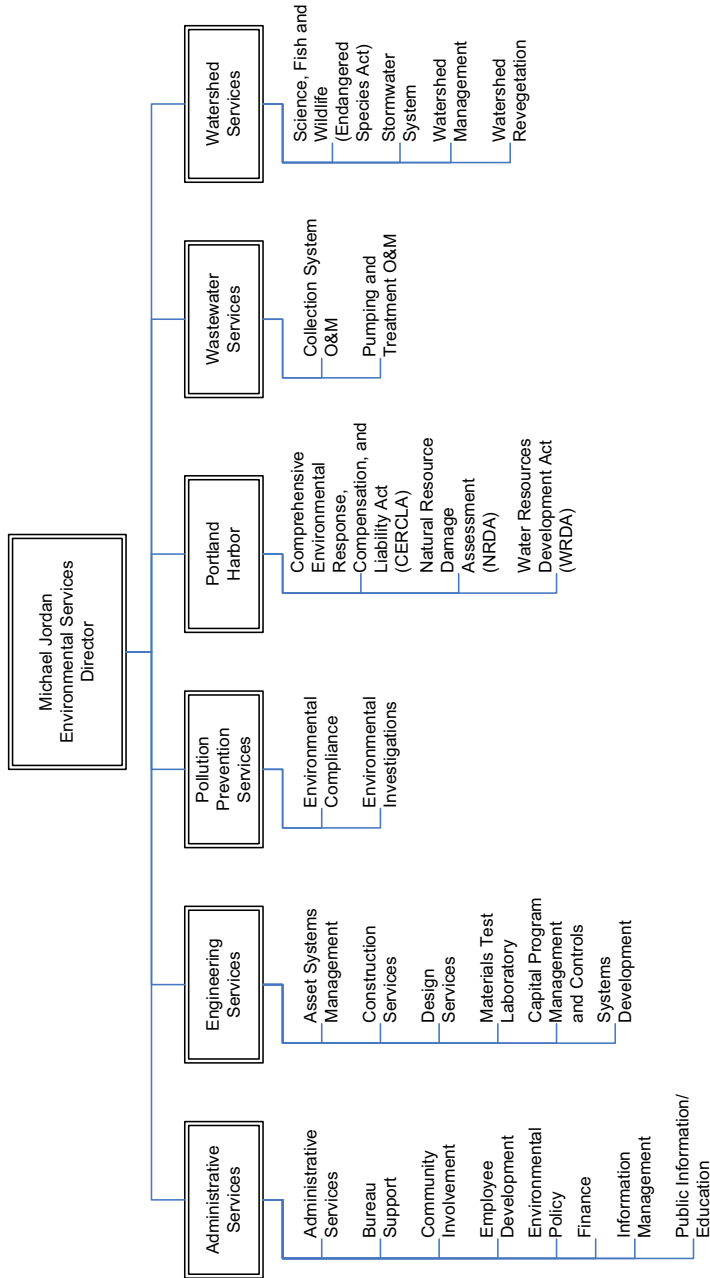 Michael Jordan
Environmental Services
Director
Administrative
Services
Administrative
Services
Bureau
Support
Community
Involvement
Employee
Development
Environmental
Policy
Finance
Information
Management
Public Information/
Education
Engineering
Services
Asset Systems
Management
Construction
Services
Design
Services
Materials Test
Laboratory
Capital Program
Management
and Controls
Systems
Development
Pollution
Prevention
Services
Environmental
Compliance
Environmental
Investigations
Portland
Harbor
Comprehensive
Environmental
Response,
Compensation, and
Liability Act
(CERCLA)
Natural Resource
Damage
Assessment
(NRDA)
Water Resources
Development Act
(WRDA)
Wastewater
Services
Collection System
O&M
Pumping and
Treatment O&M
Watershed
Services
Science, Fish and
Wildlife
(Endangered
Species Act)
Stormwater
System
Watershed
Management
Watershed
Revegetation